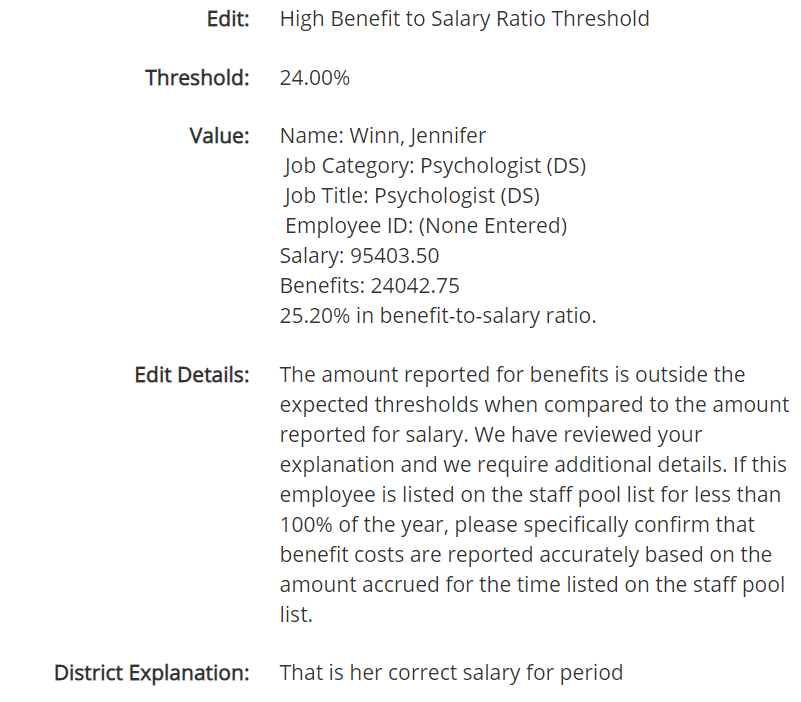 Edit: High Benefit to Salary Ratio Threshold
Threshold: 24.00%
Value: Name: Winn, Jennifer
Job Category: Psychologist (DS)
Job Title: Psychologist (DS)
Employee ID: (None Entered)
Salary: 95403.50
Benefits: 24042.75
25.20% in benefit-to-salary ratio.
Edit Details: The amount reported for benefits is outside the
expected thresholds when compared to the amount
reported for salary. We have reviewed your
explanation and we require additional details. If this
employee is listed on the staff pool list for less than
100% of the year, please specifically confirm that
benefit costs are reported accurately based on the
amount accrued for the time listed on the staff pool
list.
District Explanation: That is her correct salary for period